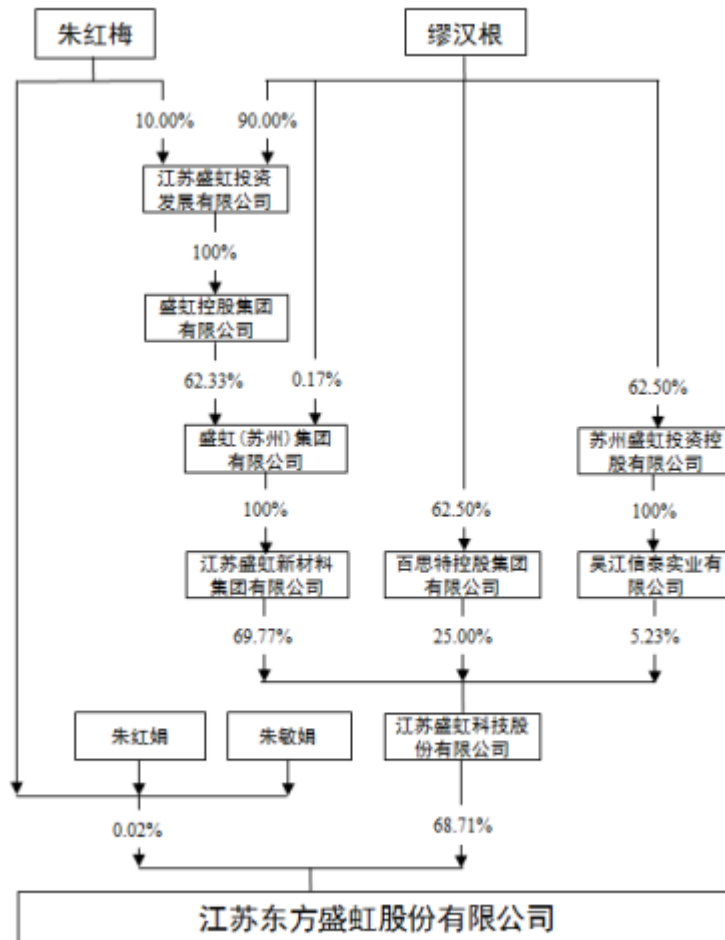 朱红梅
缪汉根
10.00%
90.00%
江苏盛虹投资
发展有限公司
100%
盛虹控股集团
有限公司
62.33%
0.17%
62.50%
盛虹(苏州)集团
有限公司
苏州盛虹投资控
股有限公司
100%
62.50%
100%
江苏盛虹新材料
集团有限公司
百思特控股集团
有限公司
吴江信泰实业有
限公司
69.77%
25.00%
5.23%
朱红娟
朱敏娟
江苏盛虹科技股
份有限公司
0.02%
68.71%
江苏东方盛虹股份有限公司